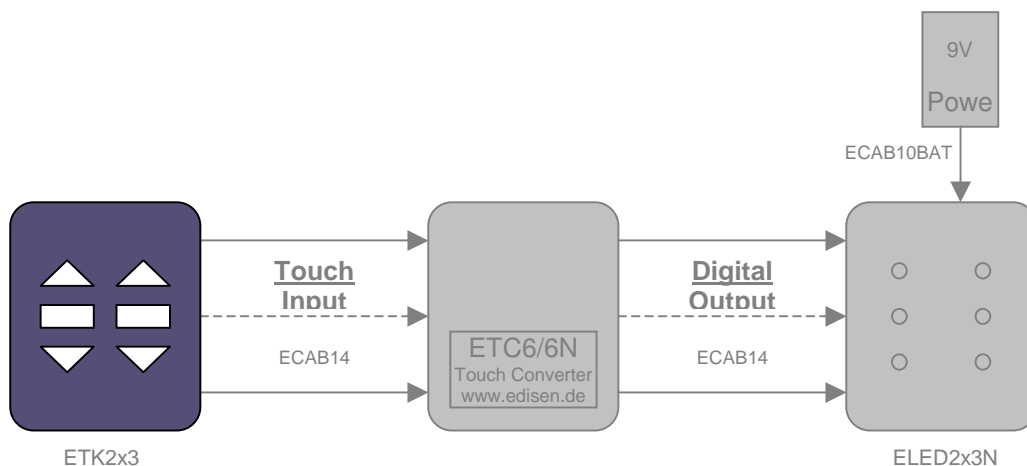 9V
Powe
ECAB10BAT
Touch
Input
ECAB14
ETC6/6N
Touch Converter
www.edisen.de
Digital
Output
ECAB14
ETK2x3
ELED2x3N